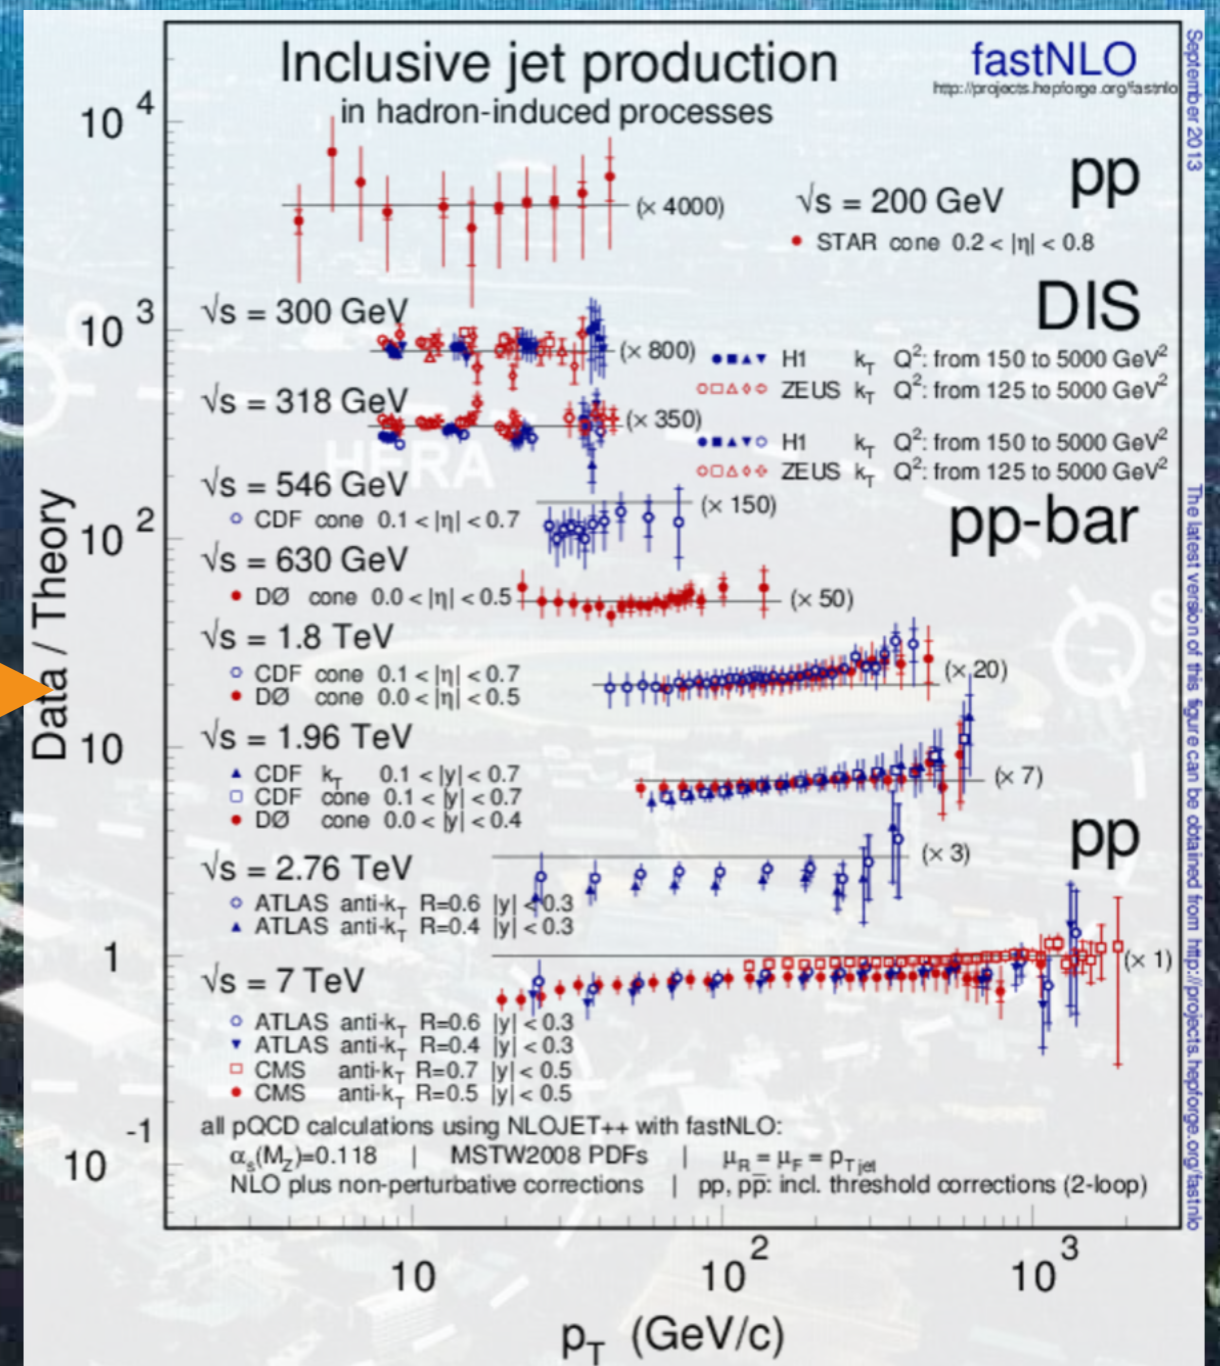 Inclusive jet production
in hadron-induced processes
fastNLO
http://projects.hepforge.org/fastnlo
September 2013
10^4
pp
√s = 200 GeV
(× 4000)
STAR cone 0.2 < |η| < 0.8
DIS
√s = 300 GeV
10^3
(× 800)
H1 k_T Q²: from 150 to 5000 GeV²
ZEUS k_T Q²: from 125 to 5000 GeV²
√s = 318 GeV
(× 350)
H1 k_T Q²: from 150 to 5000 GeV²
ZEUS k_T Q²: from 125 to 5000 GeV²
HERA
√s = 546 GeV
(× 150)
CDF cone 0.1 < |η| < 0.7
pp-bar
10^2
√s = 630 GeV
DØ cone 0.0 < |η| < 0.5
(× 50)
√s = 1.8 TeV
CDF cone 0.1 < |η| < 0.7
(× 20)
DØ cone 0.0 < |η| < 0.5
√s = 1.96 TeV
10
CDF k_T 0.1 < |y| < 0.7
(× 7)
CDF cone 0.1 < |y| < 0.7
DØ cone 0.0 < |y| < 0.4
pp
√s = 2.76 TeV
(× 3)
ATLAS anti-k_T R=0.6 |y| < 0.3
ATLAS anti-k_T R=0.4 |y| < 0.3
1
(× 1)
√s = 7 TeV
ATLAS anti-k_T R=0.6 |y| < 0.3
ATLAS anti-k_T R=0.4 |y| < 0.3
CMS anti-k_T R=0.7 |y| < 0.5
CMS anti-k_T R=0.5 |y| < 0.5
all pQCD calculations using NLOJET++ with fastNLO:
10^-1
α_s(M_Z)=0.118 | MSTW2008 PDFs | μ_R = μ_F = p_T jet
NLO plus non-perturbative corrections | pp, pp̅: incl. threshold corrections (2-loop)
10 10^2 10^3
p_T (GeV/c)
Data / Theory
The latest version of this figure can be obtained from http://projects.hepforge.org/fastnlo